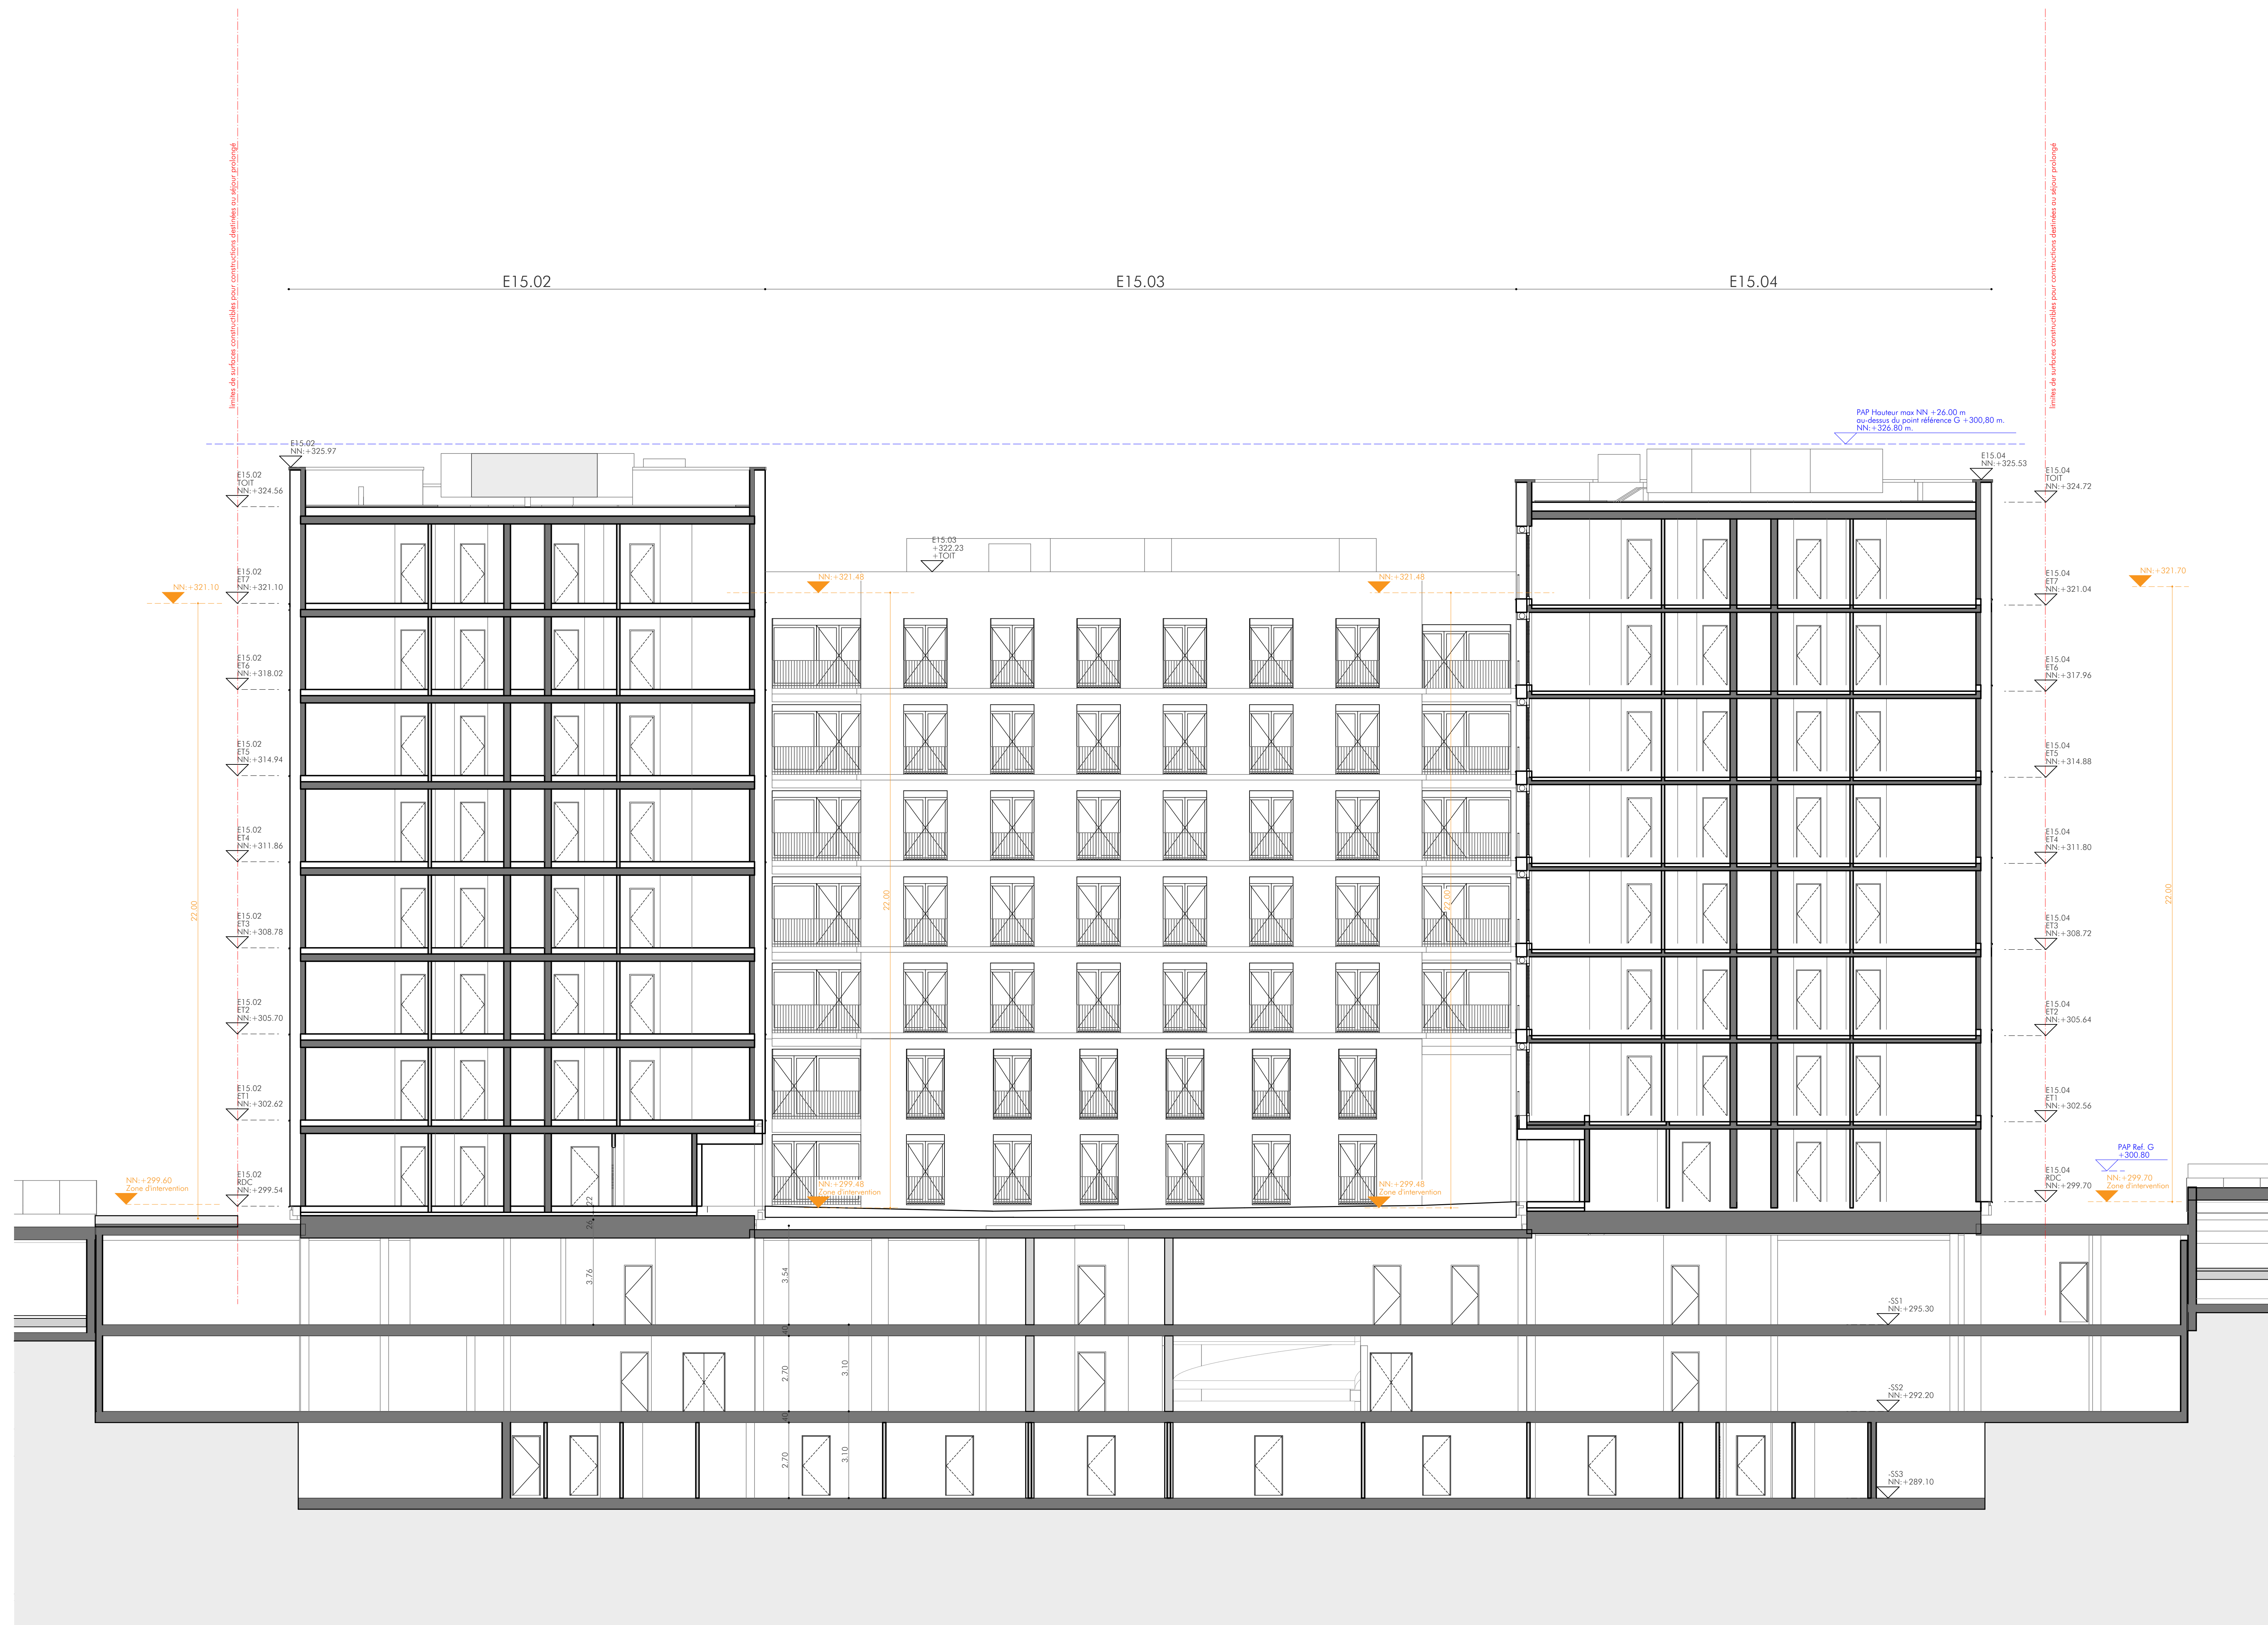 limites de surfaces constructibles pour constructions destinées au séjour prolongé
limites de surfaces constructibles pour constructions destinées au séjour prolongé
E15.02
E15.03
E15.04
PAP Hauteur max NN +26.00 m
au-dessus du point référence G +300,80 m.
NN:+326.80 m.
E15.02
NN:+325.97
E15.04
NN:+325.53
E15.02
TOIT
NN:+324.56
E15.04
TOIT
NN:+324.72
E15.03
+322.23
+TOIT
NN:+321.10
E15.02
ET7
NN:+321.10
NN:+321.48
NN:+321.48
E15.04
ET7
NN:+321.04
NN:+321.70
E15.02
ET6
NN:+318.02
E15.04
ET6
NN:+317.96
E15.02
ET5
NN:+314.94
E15.04
ET5
NN:+314.88
E15.02
ET4
NN:+311.86
E15.04
ET4
NN:+311.80
22.00
22.00
22.00
22.00
E15.02
ET3
NN:+308.78
E15.04
ET3
NN:+308.72
E15.02
ET2
NN:+305.70
E15.04
ET2
NN:+305.64
E15.02
ET1
NN:+302.62
E15.04
ET1
NN:+302.56
PAP Ref. G
+300.80
NN:+299.60
Zone d'intervention
E15.02
RDC
NN:+299.54
NN:+299.48
Zone d'intervention
NN:+299.48
Zone d'intervention
E15.04
RDC
NN:+299.70
NN:+299.70
Zone d'intervention
22
26
3.76
3.54
-SS1
NN:+295.30
40
2.70
3.10
-SS2
NN:+292.20
40
2.70
3.10
-SS3
NN:+289.10